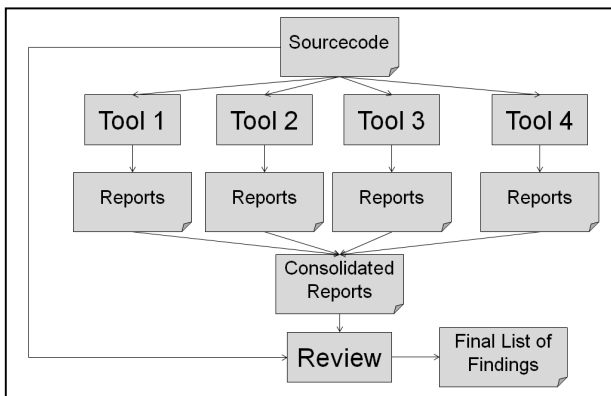 Sourcecode
Tool 1
Tool 2
Tool 3
Tool 4
Reports
Reports
Reports
Reports
Consolidated
Reports
Review
Final List of
Findings